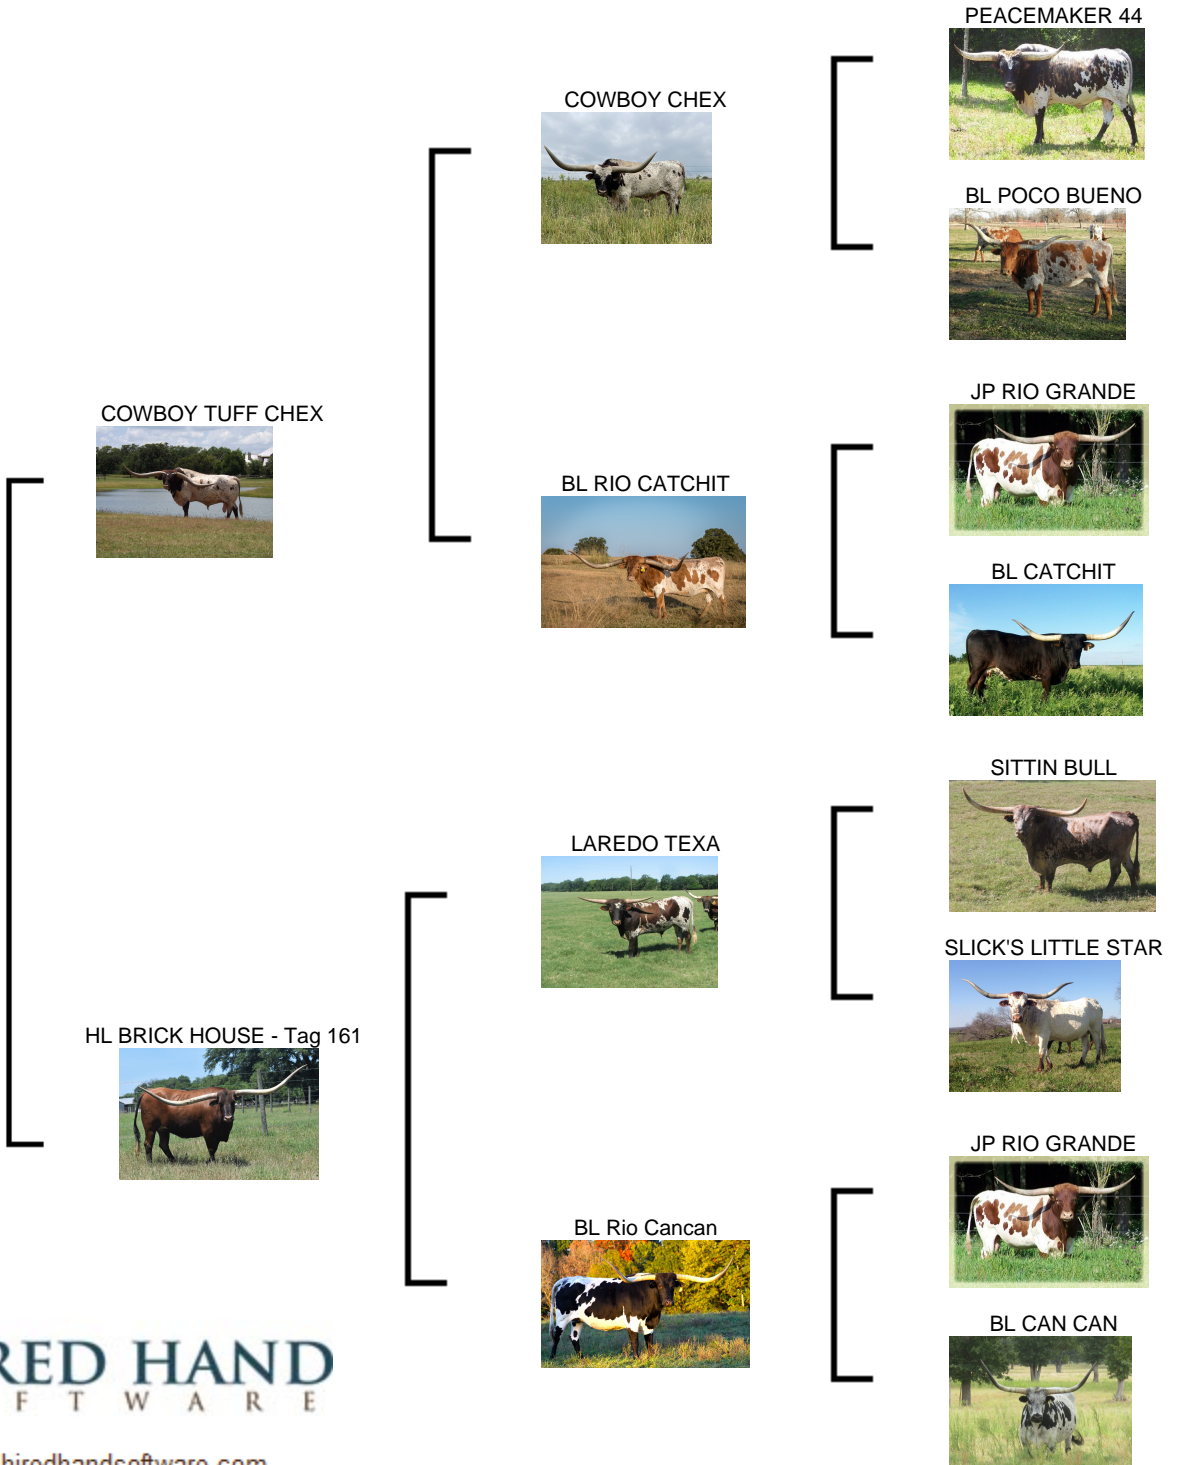 PEACEMAKER 44
COWBOY CHEX
BL POCO BUENO
JP RIO GRANDE
COWBOY TUFF CHEX
BL RIO CATCHIT
BL CATCHIT
SITTIN BULL
LAREDO TEXA
SLICK'S LITTLE STAR
HL BRICK HOUSE - Tag 161
JP RIO GRANDE
BL Rio Cancan
BL CAN CAN
RED HAND
F T W A R E
hiredhandsoftware.com